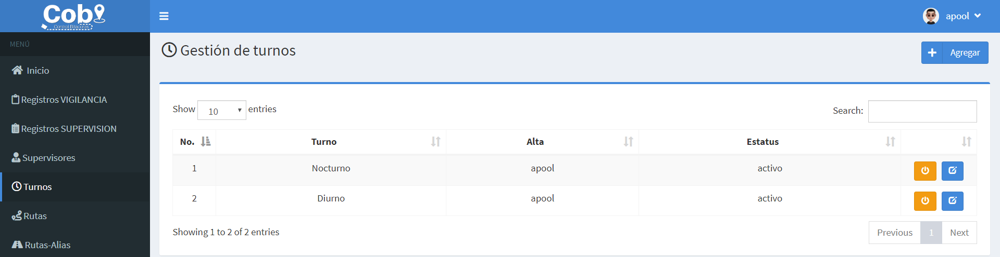 Cobi
Control Bitácoras
apool
MENÚ
Gestión de turnos
Agregar
Inicio
Registros VIGILANCIA
Registros SUPERVISION
Supervisores
Turnos
Rutas
Rutas-Alias
Show 10 entries
Search:
No. Turno Alta Estatus
1 Nocturno apool activo
2 Diurno apool activo
Showing 1 to 2 of 2 entries
Previous 1 Next